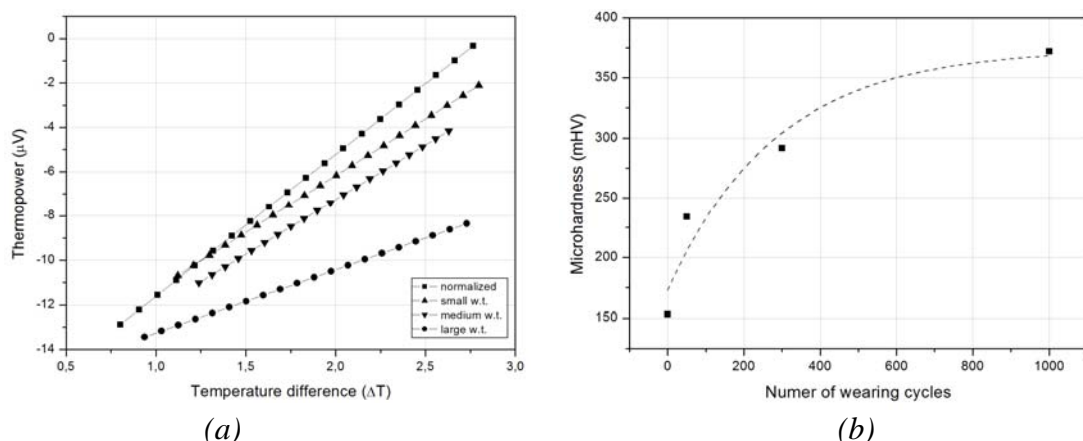 0
-2
-4
-6
-8
-10
-12
-14
Thermopower (μV)
0,5
1,0
1,5
2,0
2,5
3,0
Temperature difference (ΔT)
normalized
small w.t.
medium w.t.
large w.t.
(a)
400
350
300
250
200
150
Microhardness (mHV)
0
200
400
600
800
1000
Numer of wearing cycles
(b)